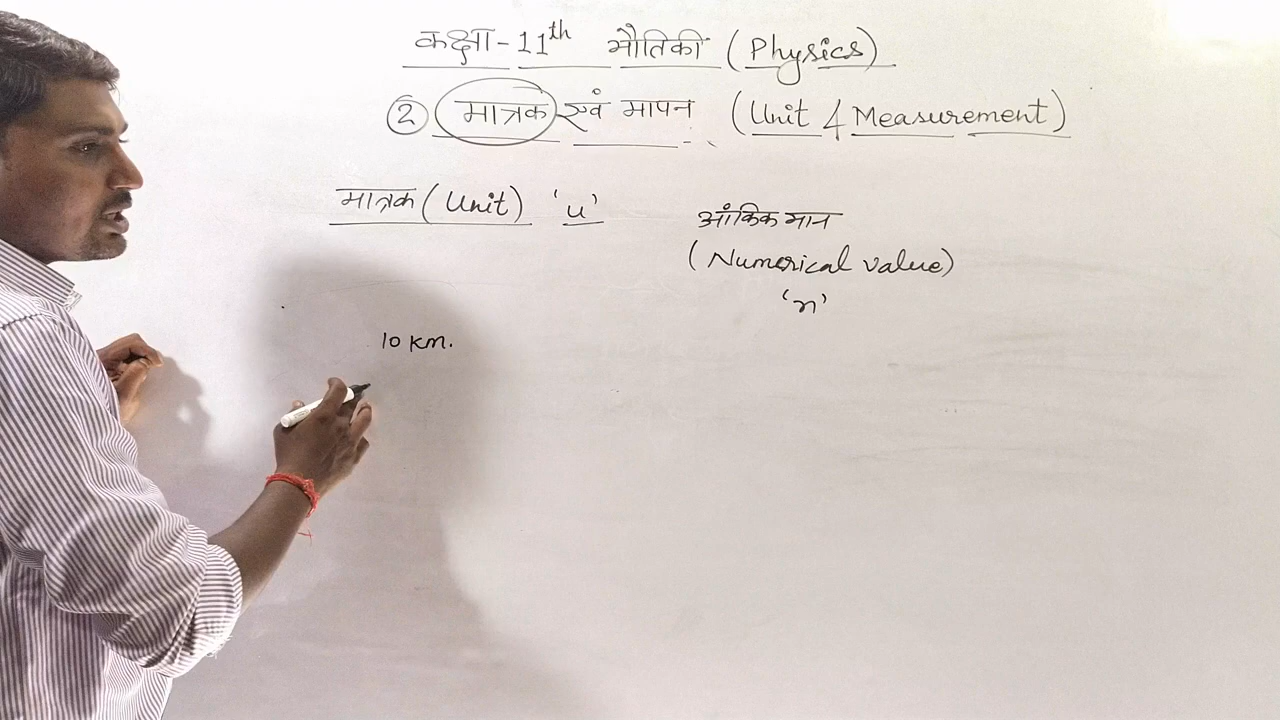 कक्षा - 11th भौतिकी (Physics)
② मात्रक एवं मापन (Unit & Measurement)
मात्रक (Unit) 'u'
आंकिक मान
(Numerical value)
'n'
10 km.